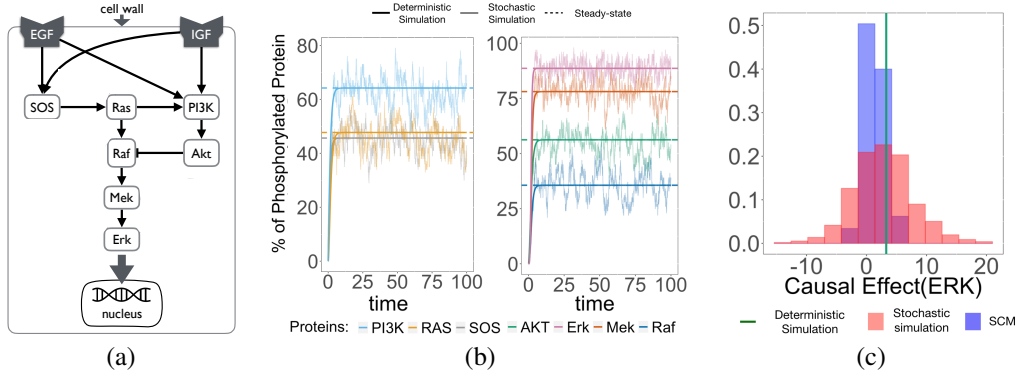 cell wall
EGF
IGF
SOS
Ras
PI3K
Raf
Akt
Mek
Erk
nucleus
(a)
Deterministic Simulation
Stochastic Simulation
Steady-state
% of Phosphorylated Protein
80
60
40
20
0
0 25 50 75 100
time
100
75
50
25
0
0 25 50 75 100
time
Proteins: PI3K RAS SOS AKT Erk Mek Raf
(b)
0.5
0.4
0.3
0.2
0.1
0.0
-10 0 10 20
Causal Effect(ERK)
Deterministic Simulation
Stochastic simulation
SCM
(c)